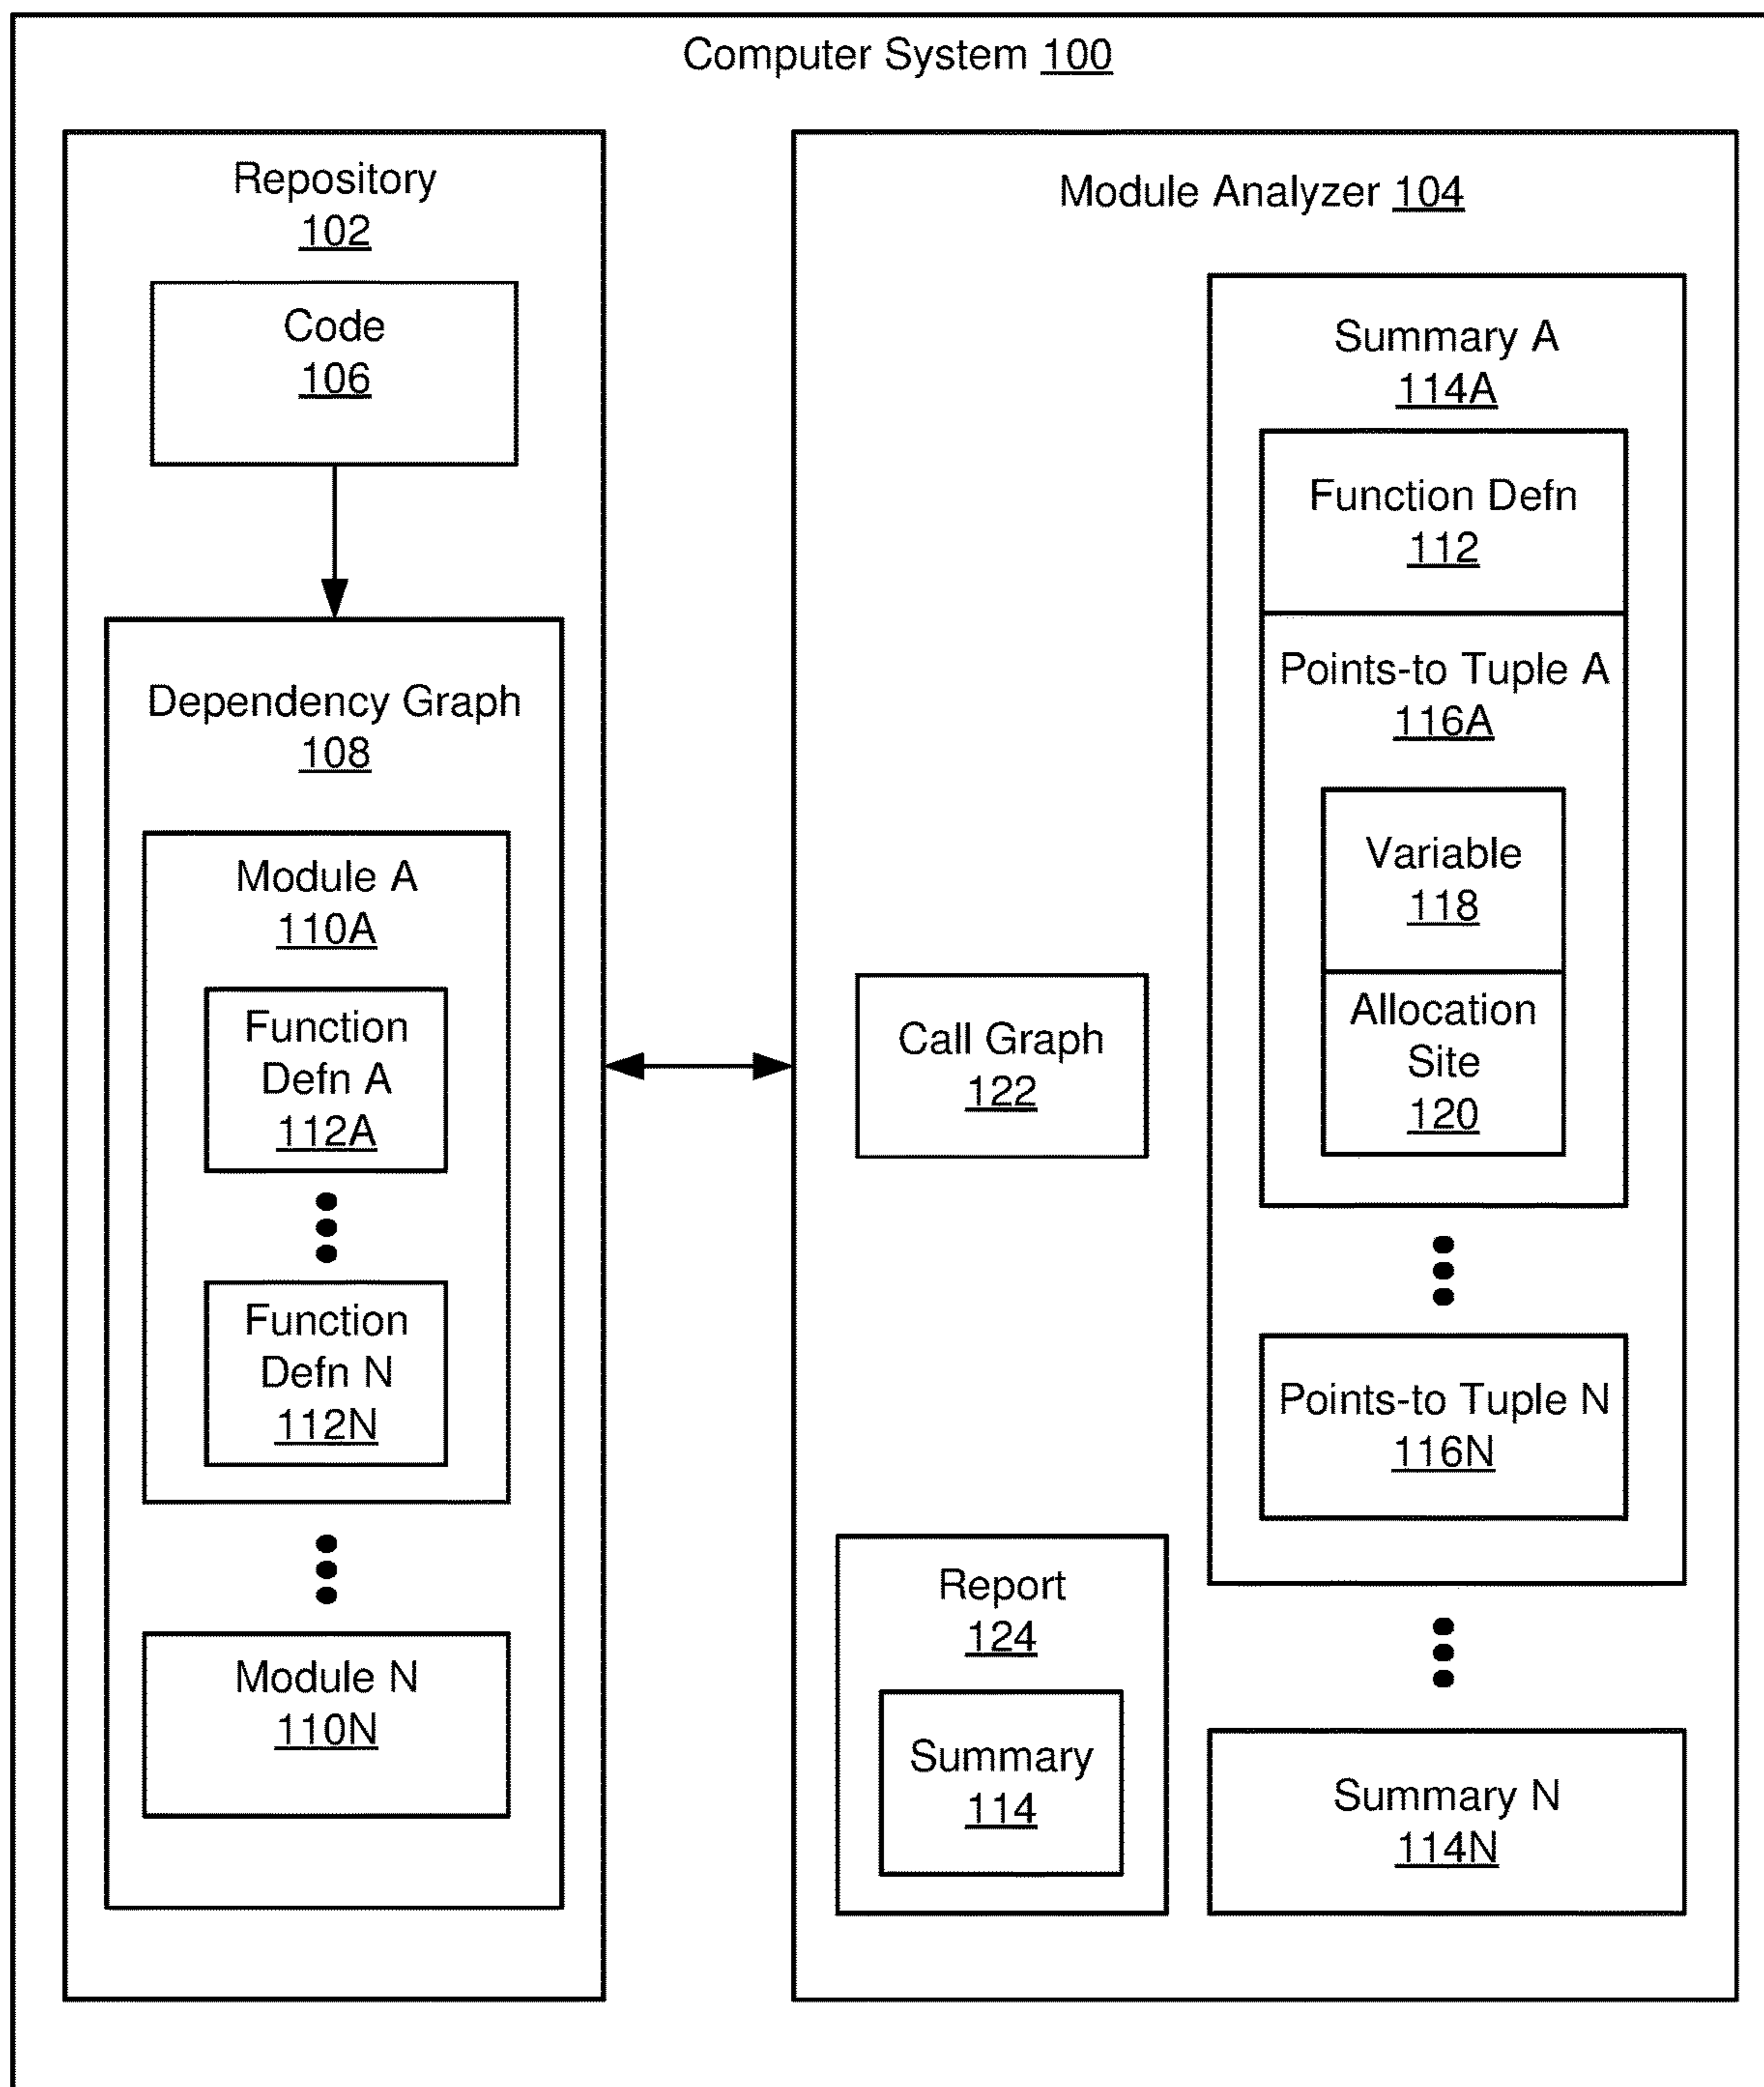 Computer System 100
Repository
102
Code
106
Dependency Graph
108
Module A
110A
Function
Defn A
112A
Function
Defn N
112N
Module N
110N
Module Analyzer 104
Call Graph
122
Report
124
Summary
114
Summary A
114A
Function Defn
112
Points-to Tuple A
116A
Variable
118
Allocation
Site
120
Points-to Tuple N
116N
Summary N
114N